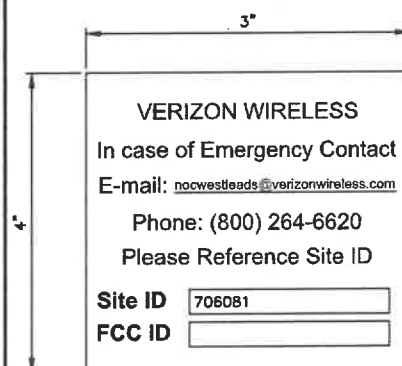 3"
4"
VERIZON WIRELESS
In case of Emergency Contact
E-mail: nocwestleads@verizonwireless.com
Phone: (800) 264-6620
Please Reference Site ID
Site ID 706081
FCC ID